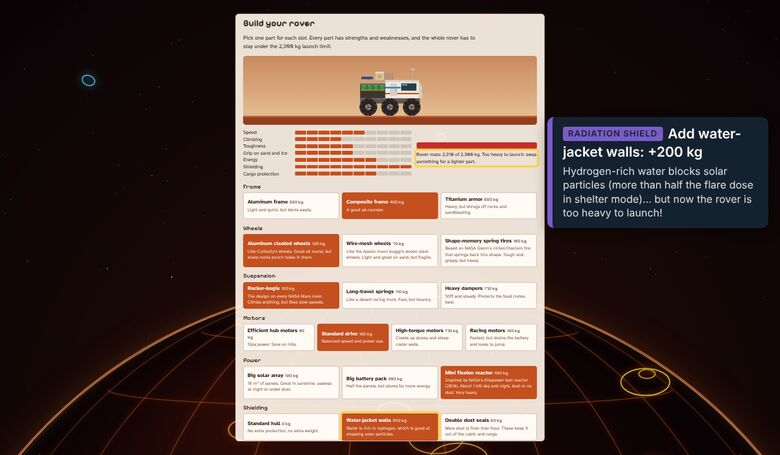 Build your rover
Pick one part for each slot. Every part has strengths and weaknesses, and the whole rover has to
stay under the 2,300 kg launch limit.
Speed
Climbing
Toughness
Grip on sand and ice
Energy
Shielding
Cargo protection
Rover mass 2,310 of 2,300 kg. Too heavy to launch: swap
something for a lighter part.
Frame
Aluminum frame
Light and quick, but dents easily.
Composite frame 400 kg
A good all-rounder.
Titanium armor
Heavy, but shrugs off rocks and
sandblasting.
Wheels
Aluminum cleated wheels
Like Curiosity's wheels. Good all round, but
sharp rocks punch holes in them.
Wire-mesh wheels
Like the Apollo moon buggy's woven steel
wheels. Light and great on sand, but fragile.
Shape-memory spring tires
Based on NASA Glenn's nickel-titanium tires
that springs back into shape. Tough and
grippy, but heavy.
Suspension
Rocker-bogie
The design on every NASA Mars rover.
Climbs anything, but likes slow speeds.
Long-travel springs
Like a desert racing truck. Fast, but bouncy.
Heavy dampers
Stiff and steady. Protects the food crates
best.
Motors
Efficient hub motors
kg
Sips power. Slow on hills.
Standard drive
Balanced speed and power use.
High-torque motors
Crawls up dunes and steep
crater walls.
Racing motors
Fastest, but drains the battery
and loves to jump.
Power
Big solar array
16 m² of panels. Great in sunshine, useless
at night or under dust.
Big battery pack
Half the panels, but stores far more energy.
Mini fission reactor
Inspired by NASA's Kilopower test reactor
(2018). About 1 kW day and night, dust or no
dust. Very heavy.
Shielding
Standard hull 0 kg
No extra protection, no extra weight.
Water-jacket walls 200 kg
Water is rich in hydrogen, which is good at
stopping solar particles.
Double dust seals
Mars dust is finer than flour. These keep it
out of the cabin and cargo.
RADIATION SHIELD Add water-
jacket walls: +200 kg
Hydrogen-rich water blocks solar
particles (more than half the flare dose
in shelter mode)... but now the rover is
too heavy to launch!